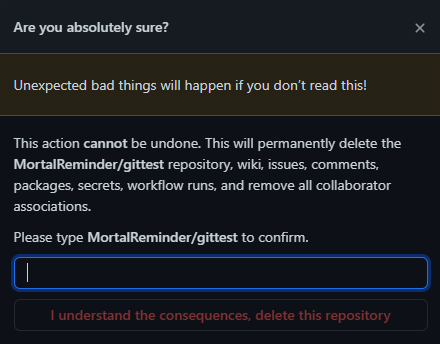 Are you absolutely sure?
Unexpected bad things will happen if you don’t read this!
This action cannot be undone. This will permanently delete the
MortalReminder/gittest repository, wiki, issues, comments,
packages, secrets, workflow runs, and remove all collaborator
associations.
Please type MortalReminder/gittest to confirm.
I understand the consequences, delete this repository